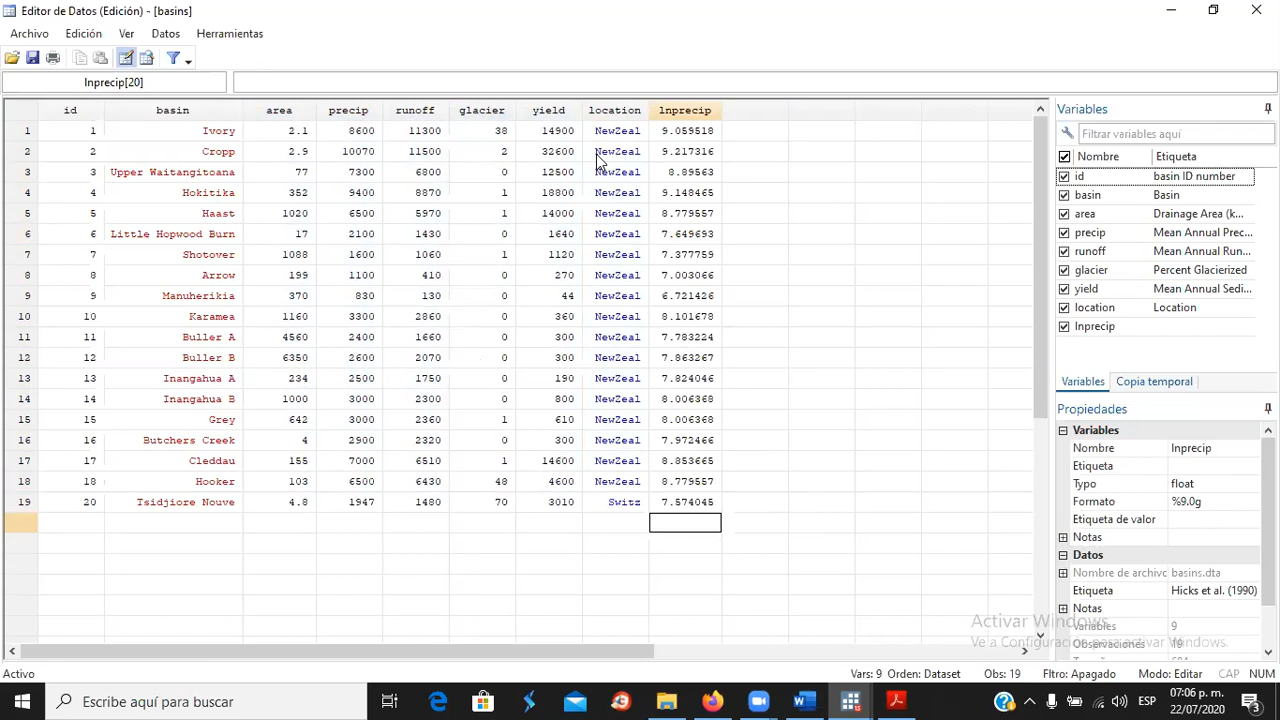 Editor de Datos (Edición) - [basins]
Archivo Edición Ver Datos Herramientas
lnprecip[20]
id basin area precip runoff glacier yield location lnprecip
1 1 Ivory 2.1 8600 11300 38 14900 NewZeal 9.059518
2 2 Cropp 2.9 10070 11500 2 32600 NewZeal 9.217316
3 3 Upper Waitangitoana 77 7300 6800 0 12500 NewZeal 8.89563
4 4 Hokitika 352 9400 8870 1 18800 NewZeal 9.148465
5 5 Haast 1020 6500 5970 1 14000 NewZeal 8.779557
6 6 Little Hopwood Burn 17 2100 1430 0 1640 NewZeal 7.649693
7 7 Shotover 1088 1600 1060 1 1120 NewZeal 7.377759
8 8 Arrow 199 1100 410 0 270 NewZeal 7.003066
9 9 Manuherikia 370 830 130 0 44 NewZeal 6.721426
10 10 Karamea 1160 3300 2860 0 360 NewZeal 8.101678
11 11 Buller A 4560 2400 1660 0 300 NewZeal 7.783224
12 12 Buller B 6350 2600 2070 0 300 NewZeal 7.863267
13 13 Inangahua A 234 2500 1750 0 190 NewZeal 7.824046
14 14 Inangahua B 1000 3000 2300 0 800 NewZeal 8.006368
15 15 Grey 642 3000 2360 1 610 NewZeal 8.006368
16 16 Butchers Creek 4 2900 2320 0 300 NewZeal 7.972466
17 17 Cleddau 155 7000 6510 1 14600 NewZeal 8.853665
18 18 Hooker 103 6500 6430 48 4600 NewZeal 8.779557
19 20 Tsidjiore Nouve 4.8 1947 1480 70 3010 Switz 7.574045
Variables
Filtrar variables aquí
Nombre Etiqueta
id basin ID number
basin Basin
area Drainage Area (k...
precip Mean Annual Prec...
runoff Mean Annual Run...
glacier Percent Glacierized
yield Mean Annual Sedi...
location Location
lnprecip
Variables Copia temporal
Propiedades
Variables
Nombre lnprecip
Etiqueta
Tipo float
Formato %9.0g
Etiqueta de valor
Notas
Datos
Nombre de archivo basins.dta
Etiqueta Hicks et al. (1990)
Notas
Variables 9
Observaciones 19
Activar Windows
Ve a Configuración para activar Windows.
Activo Vars: 9 Orden: Dataset Obs: 19 Fltro: Apagado Modo: Editar CAP NUM
Escribe aquí para buscar
ESP
07:06 p. m.
22/07/2020
3